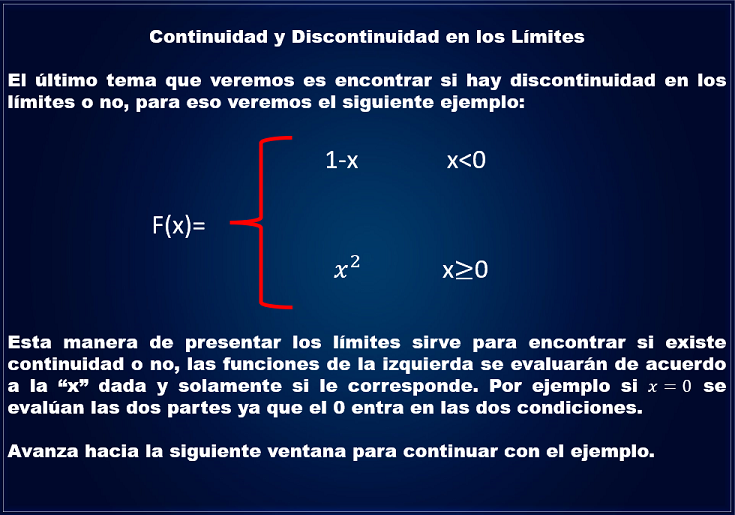 Continuidad y Discontinuidad en los Límites
El último tema que veremos es encontrar si hay discontinuidad en los
límites o no, para eso veremos el siguiente ejemplo:
1-x x<0
F(x)=
x² x≥0
Esta manera de presentar los límites sirve para encontrar si existe
continuidad o no, las funciones de la izquierda se evaluarán de acuerdo
a la “x” dada y solamente si le corresponde. Por ejemplo si x = 0 se
evalúan las dos partes ya que el 0 entra en las dos condiciones.
Avanza hacia la siguiente ventana para continuar con el ejemplo.